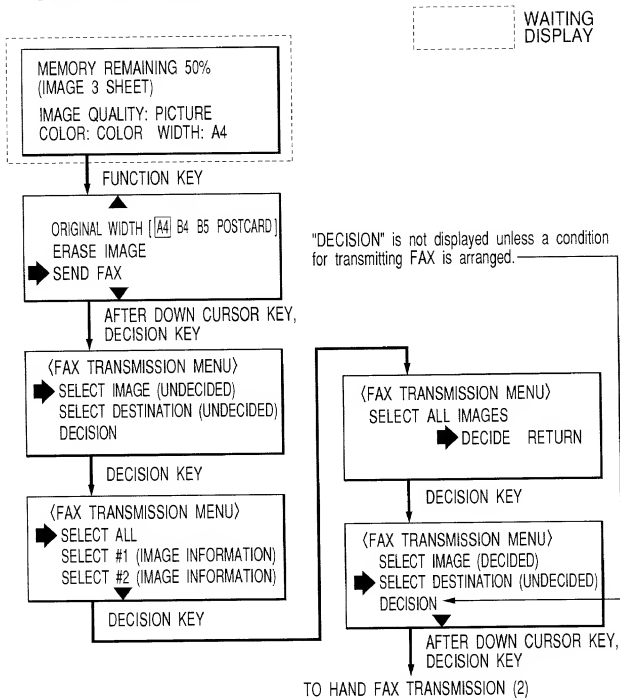 WAITING
DISPLAY
MEMORY REMAINING 50%
(IMAGE 3 SHEET)
IMAGE QUALITY: PICTURE
COLOR: COLOR WIDTH: A4
FUNCTION KEY
ORIGINAL WIDTH [A4 B4 B5 POSTCARD]
ERASE IMAGE
SEND FAX
AFTER DOWN CURSOR KEY,
DECISION KEY
〈FAX TRANSMISSION MENU〉
SELECT IMAGE (UNDECIDED)
SELECT DESTINATION (UNDECIDED)
DECISION
DECISION KEY
〈FAX TRANSMISSION MENU〉
SELECT ALL
SELECT #1 (IMAGE INFORMATION)
SELECT #2 (IMAGE INFORMATION)
DECISION KEY
"DECISION" is not displayed unless a condition
for transmitting FAX is arranged.
〈FAX TRANSMISSION MENU〉
SELECT ALL IMAGES
DECIDE RETURN
DECISION KEY
〈FAX TRANSMISSION MENU〉
SELECT IMAGE (DECIDED)
SELECT DESTINATION (UNDECIDED)
DECISION
AFTER DOWN CURSOR KEY,
DECISION KEY
TO HAND FAX TRANSMISSION (2)